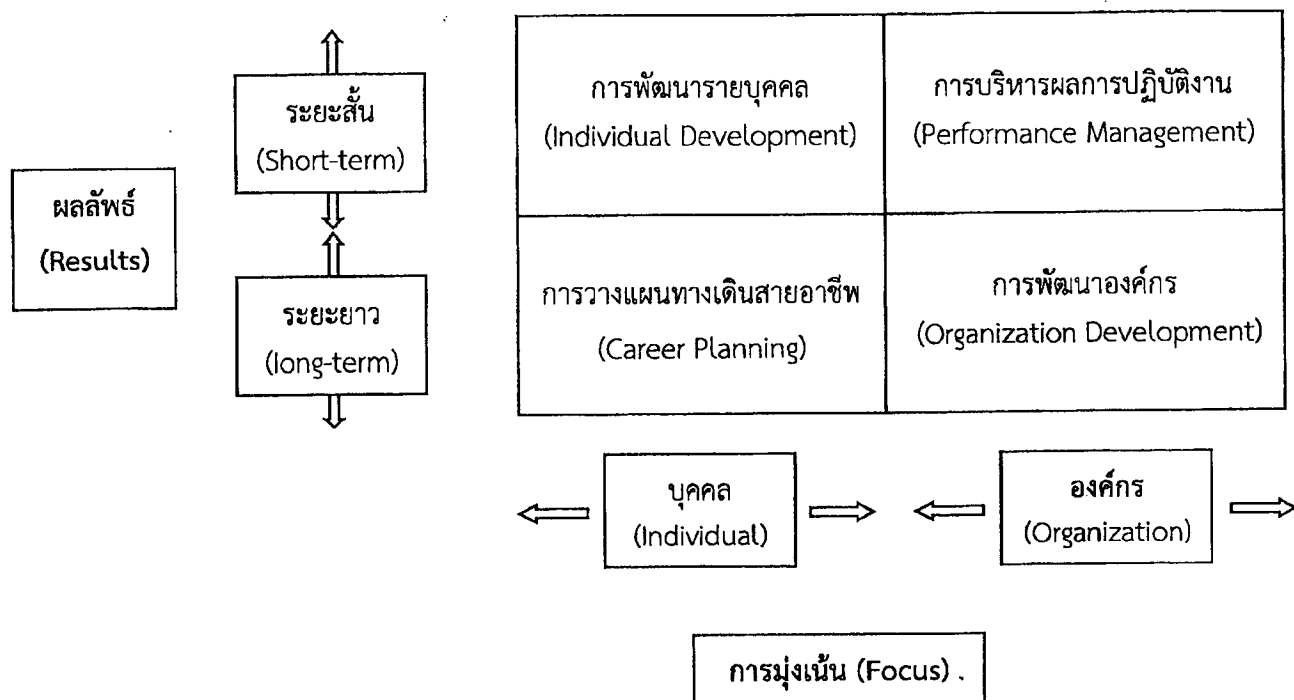 ผลลัพธ์
(Results)
ระยะสั้น
(Short-term)
ระยะยาว
(long-term)
การพัฒนารายบุคคล
(Individual Development)
การบริหารผลการปฏิบัติงาน
(Performance Management)
การวางแผนทางเดินสายอาชีพ
(Career Planning)
การพัฒนาองค์กร
(Organization Development)
บุคคล
(Individual)
องค์กร
(Organization)
การมุ่งเน้น (Focus) .